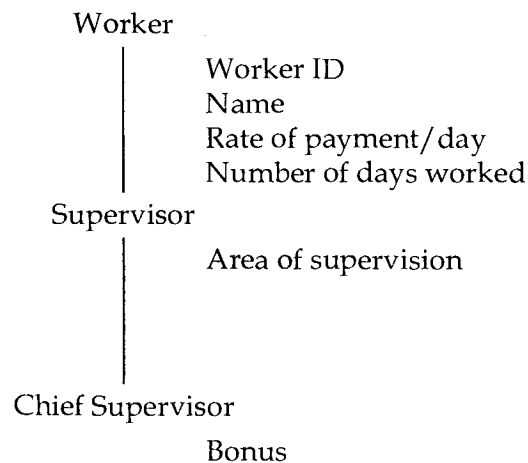 Worker
Worker ID
Name
Rate of payment/day
Number of days worked
Supervisor
Area of supervision
Chief Supervisor
Bonus